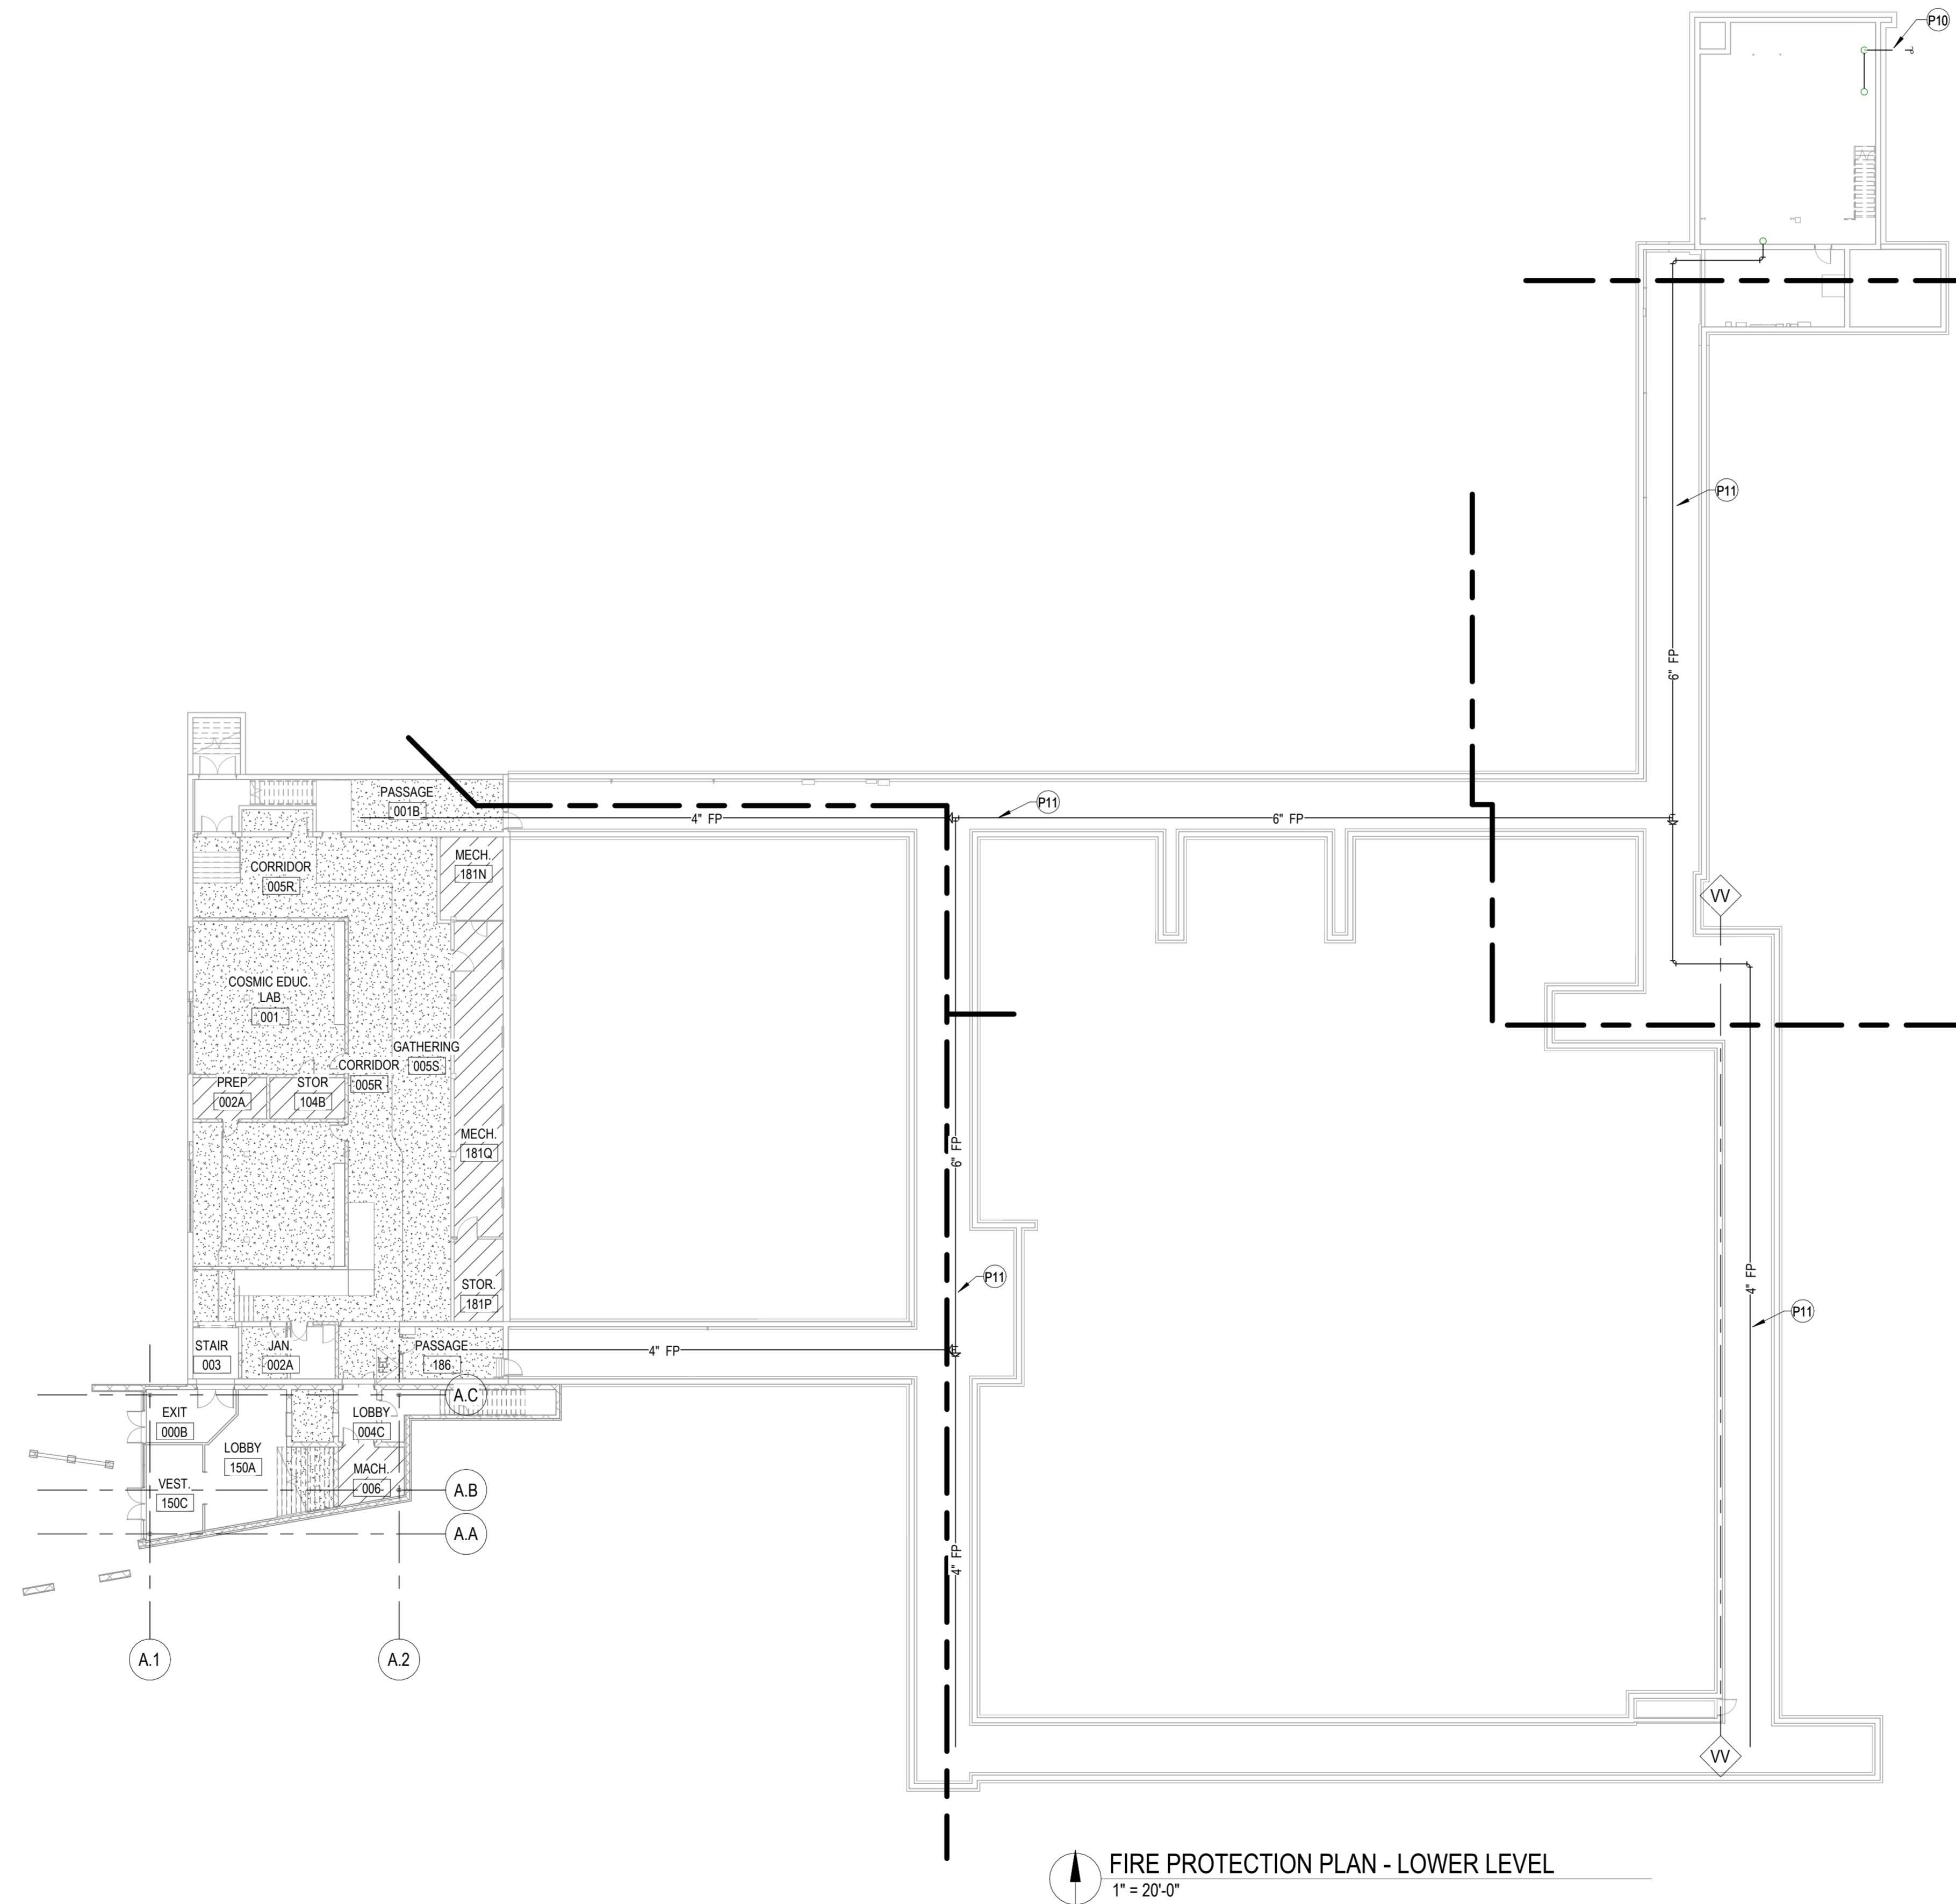 P10
P11
6" FP
PASSAGE
001B
4" FP
P11
6" FP
MECH.
181N
CORRIDOR
005R
VV
COSMIC EDUC.
LAB
001
GATHERING
005S
CORRIDOR
005R
PREP
002A
STOR
104B
MECH.
181Q
6" FP
STOR.
181P
P11
4" FP
P11
STAIR
003
JAN.
002A
PASSAGE
186
4" FP
A.C
EXIT
000B
LOBBY
004C
LOBBY
150A
MACH.
006
VEST.
150C
A.B
A.A
4" FP
A.1
A.2
VV
FIRE PROTECTION PLAN - LOWER LEVEL
1" = 20'-0"